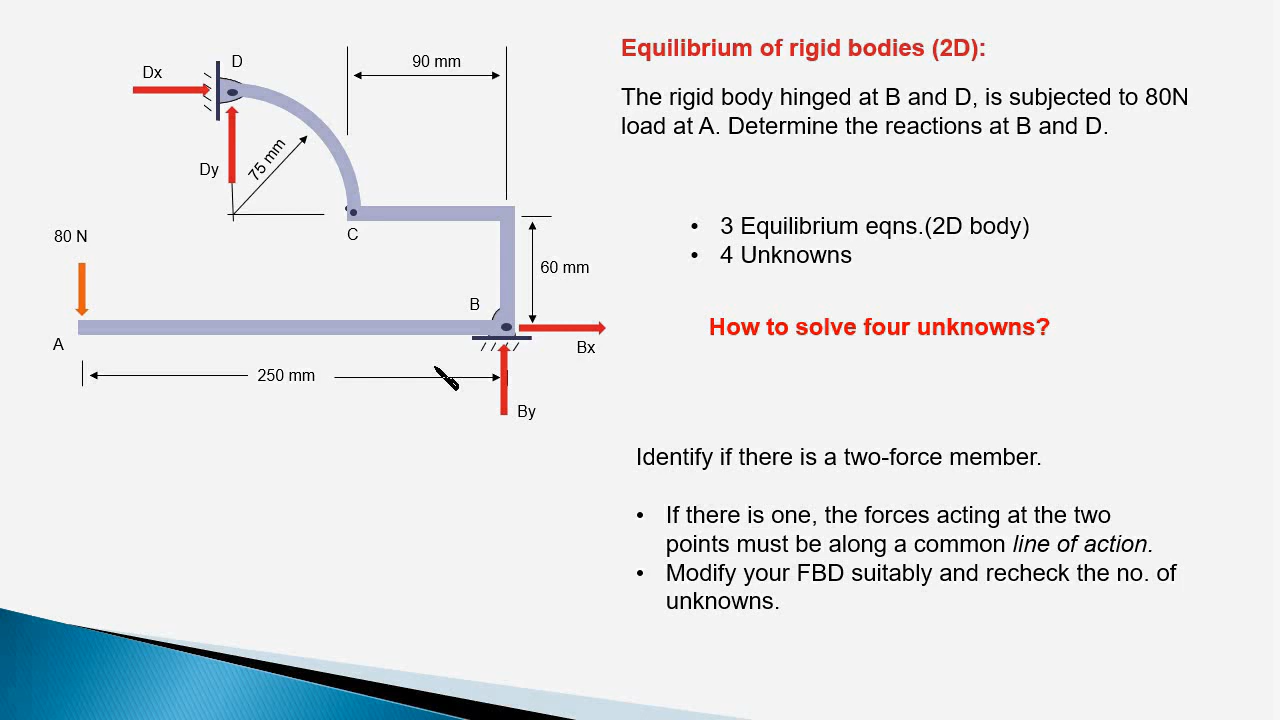 Equilibrium of rigid bodies (2D):
The rigid body hinged at B and D, is subjected to 80N
load at A. Determine the reactions at B and D.
• 3 Equilibrium eqns.(2D body)
• 4 Unknowns
How to solve four unknowns?
Identify if there is a two-force member.
• If there is one, the forces acting at the two
points must be along a common line of action.
• Modify your FBD suitably and recheck the no. of
unknowns.
D
Dx
90 mm
Dy
75 mm
C
80 N
60 mm
B
A
Bx
250 mm
By